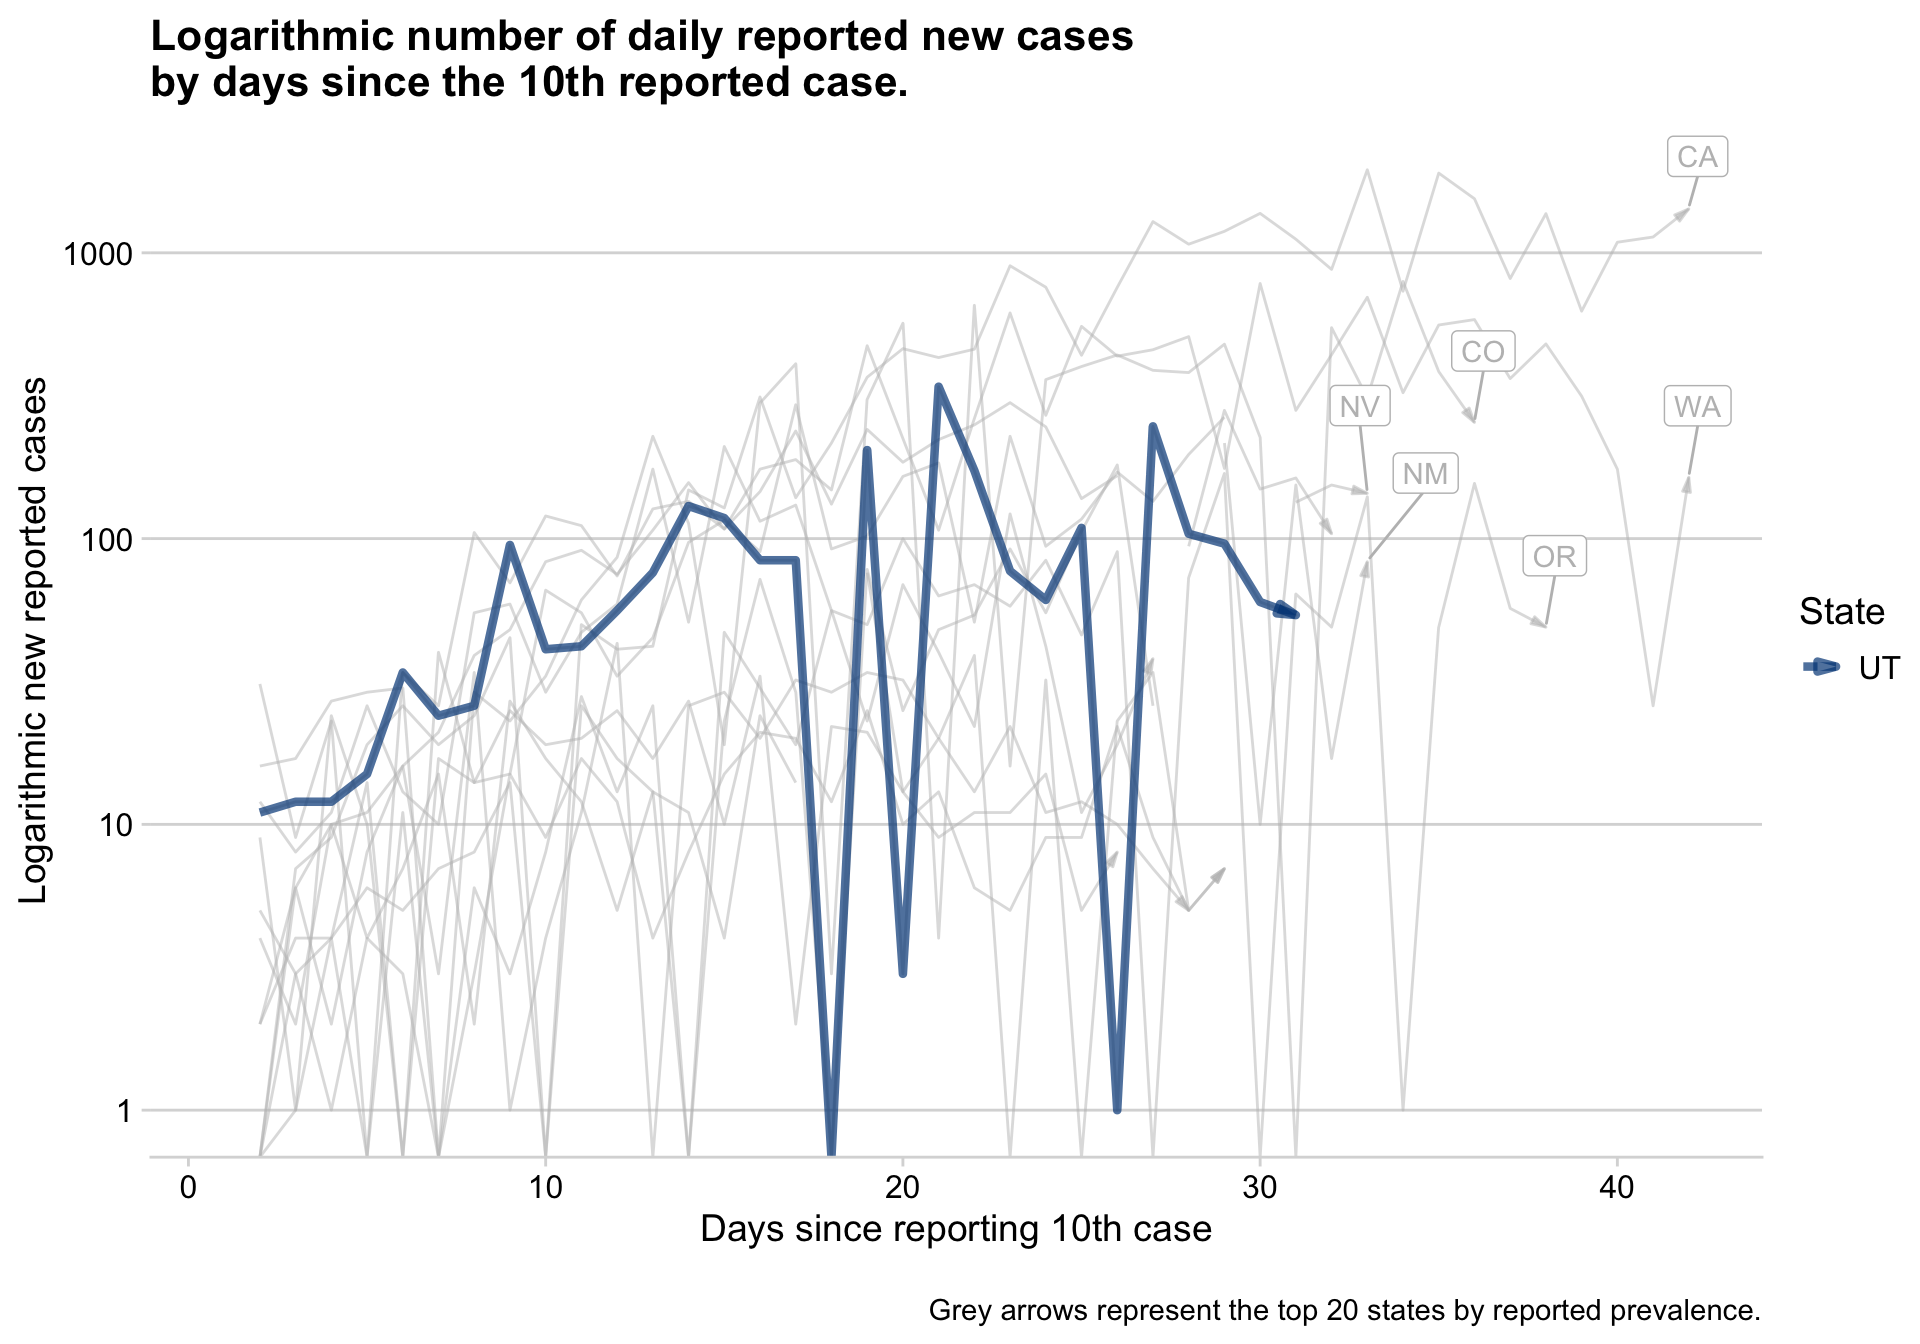 Logarithmic number of daily reported new cases
by days since the 10th reported case.
CA
1000
CO
NV
WA
NM
OR
100
10
1
Logarithmic new reported cases
State
UT
0 10 20 30 40
Days since reporting 10th case
Grey arrows represent the top 20 states by reported prevalence.